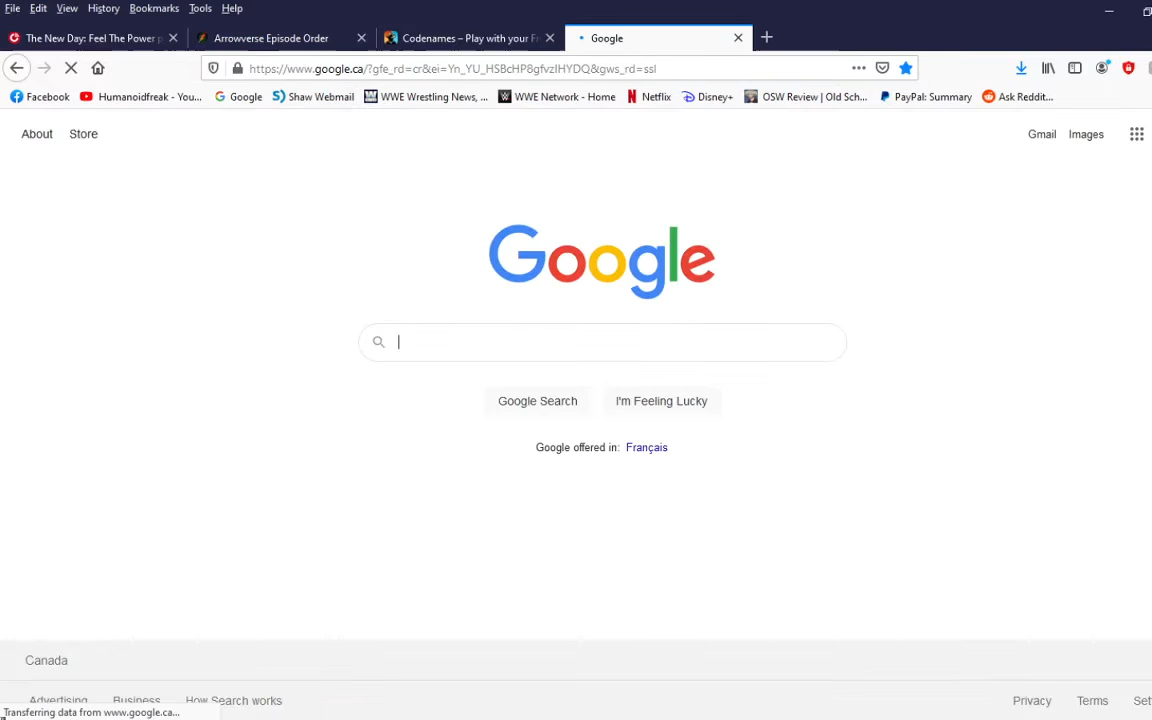 File Edit View History Bookmarks Tools Help
The New Day: Feel The Power p
Arrowverse Episode Order
Codenames – Play with your F
Google
https://www.google.ca/?gfe_rd=cr&ei=Yn_YU_HSBcHP8gfvzIHYDQ&gws_rd=ssl
Facebook Humanoidfreak - You... Google Shaw Webmail WWE Wrestling News, ... WWE Network - Home Netflix Disney+ OSW Review | Old Sch... PayPal: Summary Ask Reddit...
About Store Gmail Images
Google
Google Search I'm Feeling Lucky
Google offered in: Français
Canada
Advertising Business How Search works Privacy Terms Set
Transferring data from www.google.ca...